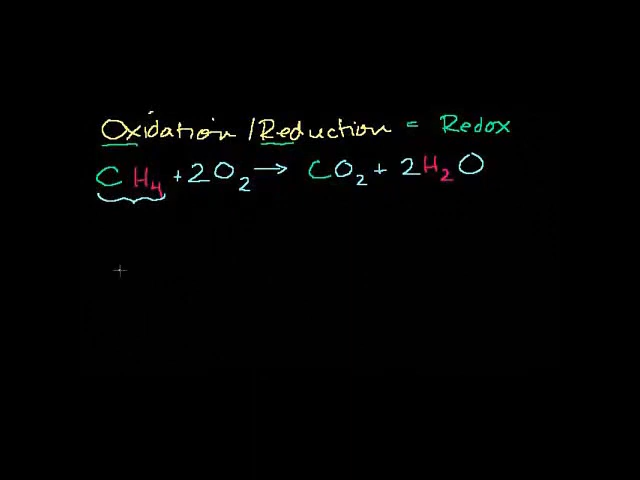 Oxidation / Reduction = Redox
CH₄ + 2O₂ → CO₂ + 2H₂O